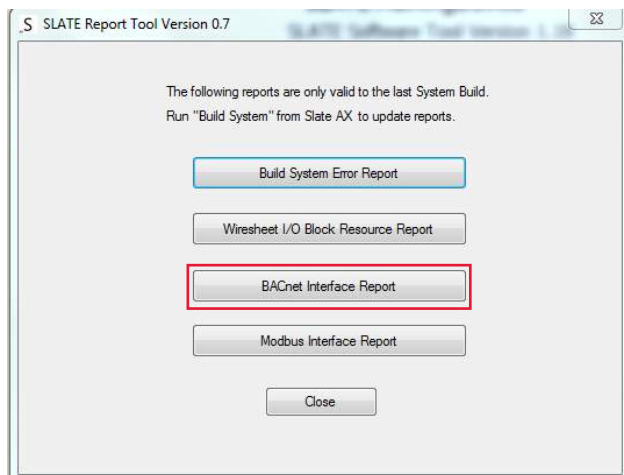 S SLATE Report Tool Version 0.7
The following reports are only valid to the last System Build.
Run "Build System" from Slate AX to update reports.
Build System Error Report
Wiresheet I/O Block Resource Report
BACnet Interface Report
Modbus Interface Report
Close